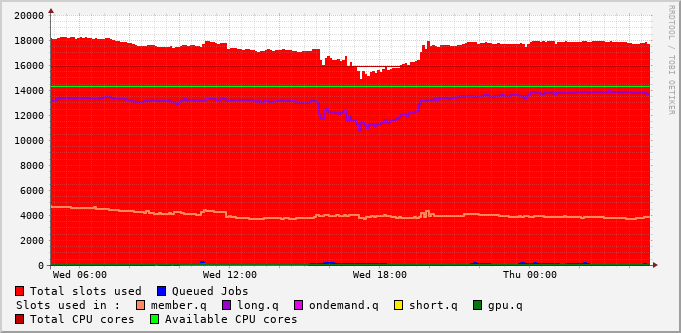 RRDTOOL / TOBI OETIKER
20000
18000
16000
14000
12000
10000
8000
6000
4000
2000
0
Wed 06:00 Wed 12:00 Wed 18:00 Thu 00:00
Total slots used Queued Jobs
Slots used in : member.q long.q ondemand.q short.q gpu.q
Total CPU cores Available CPU cores